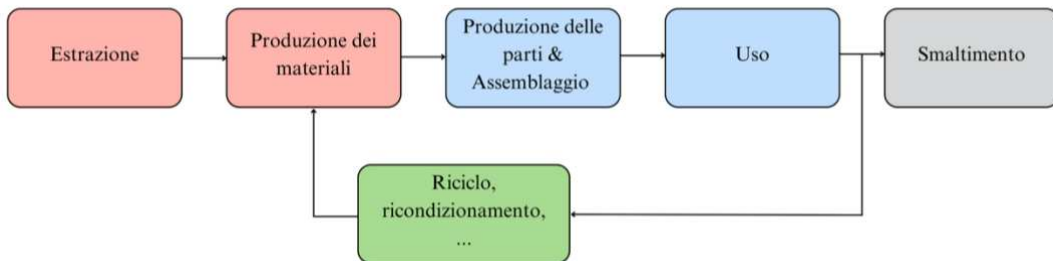 Estrazione
Produzione dei
materiali
Produzione delle
parti &
Assemblaggio
Uso
Smaltimento
Riciclo,
ricondizionamento,
...